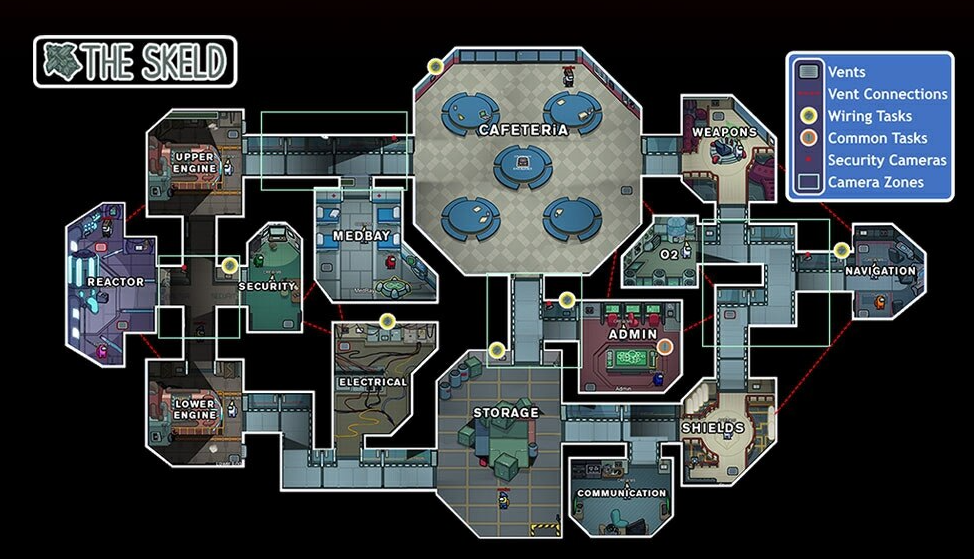 THE SKELD
Vents
Vent Connections
Wiring Tasks
Common Tasks
Security Cameras
Camera Zones
CAFETERiA
WEAPONS
UPPER
ENGINE
MEDBAY
O2
REACTOR
SECURITY
NAVIGATION
ADMIN
Admin
ELECTRICAL
LOWER
ENGINE
STORAGE
SHIELDS
COMMUNICATION